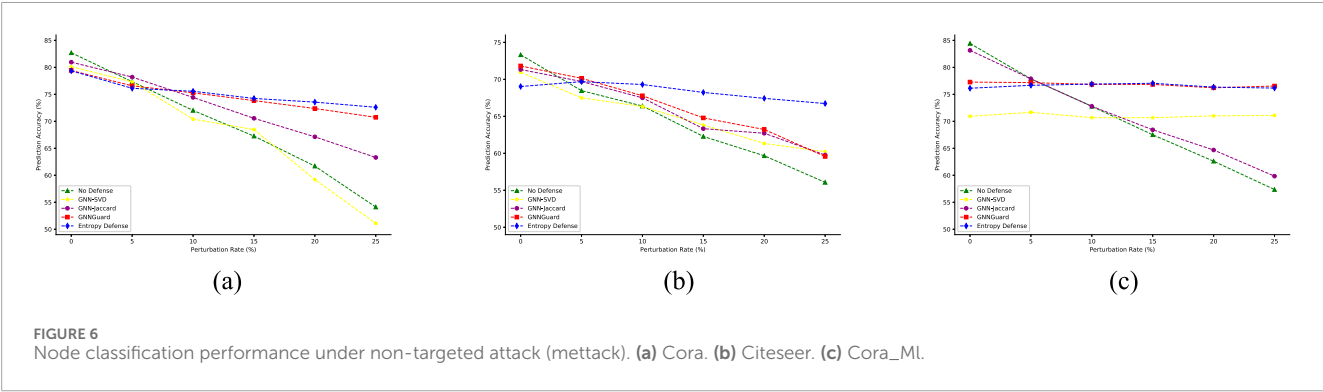 85
80
75
70
65
60
55
50
Prediction Accuracy (%)
No Defense
GNN-SVD
GNN-Jaccard
GNNGuard
Entropy Defense
0 5 10 15 20 25
Perturbation Rate (%)
(a)
75
70
65
60
55
50
Prediction Accuracy (%)
No Defense
GNN-SVD
GNN-Jaccard
GNNGuard
Entropy Defense
0 5 10 15 20 25
Perturbation Rate (%)
(b)
85
80
75
70
65
60
55
50
Prediction Accuracy (%)
No Defense
GNN-SVD
GNN-Jaccard
GNNGuard
Entropy Defense
0 5 10 15 20 25
Perturbation Rate (%)
(c)
FIGURE 6
Node classification performance under non-targeted attack (mettack). (a) Cora. (b) Citeseer. (c) Cora_Ml.